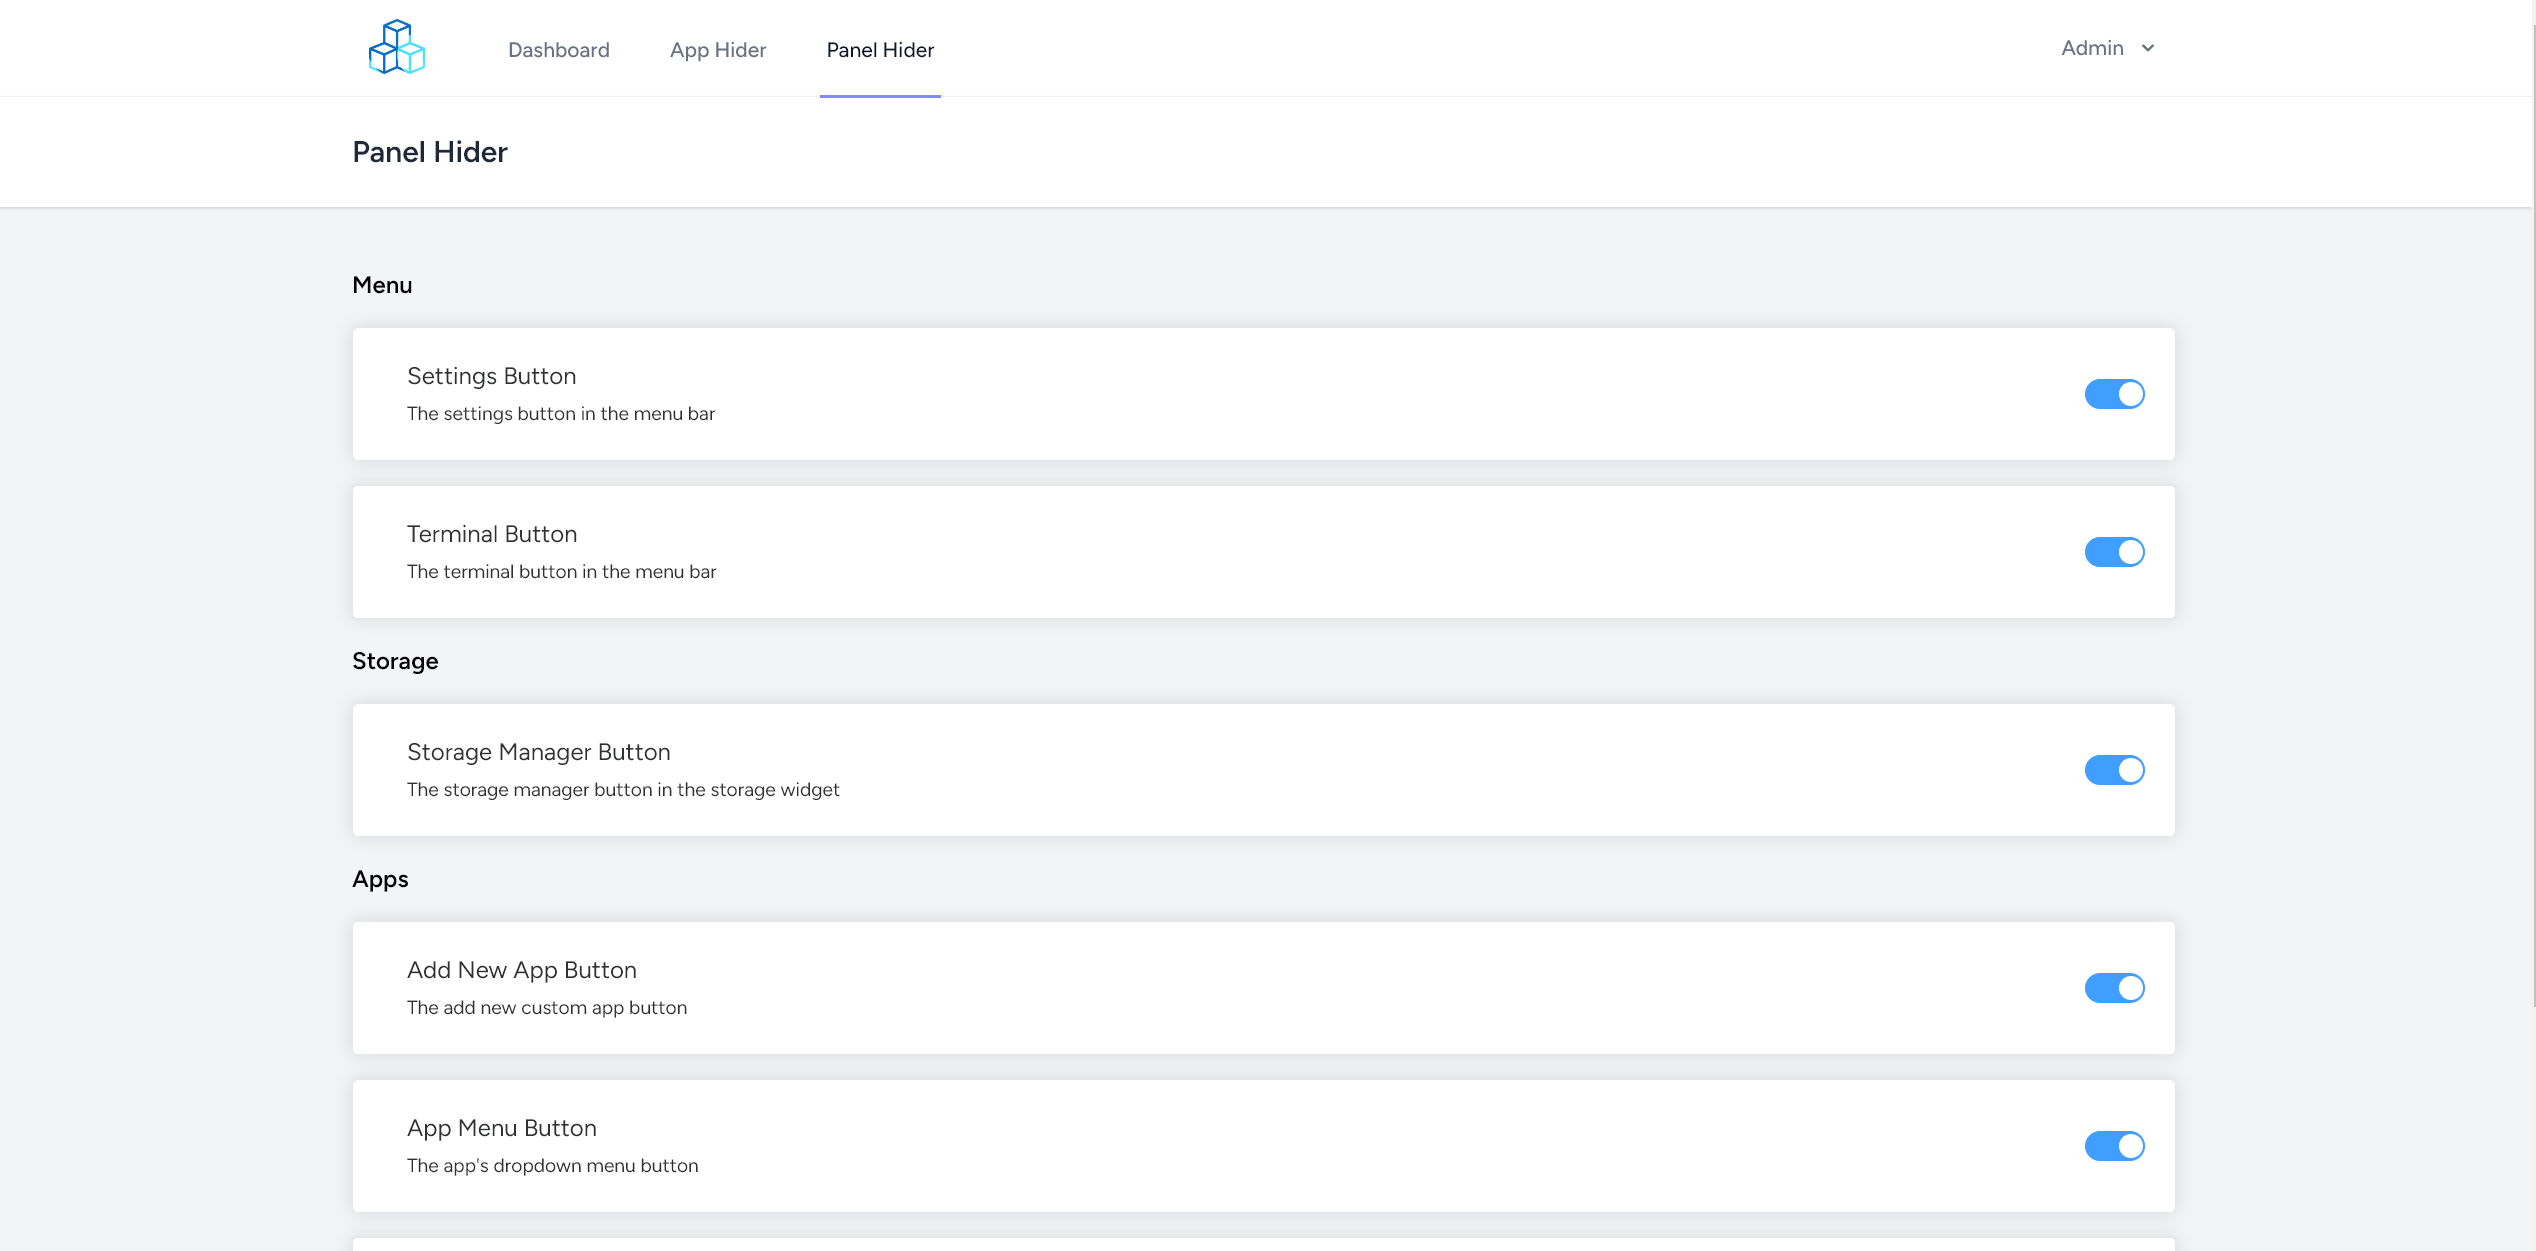 Dashboard
App Hider
Panel Hider
Admin
Panel Hider
Menu
Settings Button
The settings button in the menu bar
Terminal Button
The terminal button in the menu bar
Storage
Storage Manager Button
The storage manager button in the storage widget
Apps
Add New App Button
The add new custom app button
App Menu Button
The app's dropdown menu button